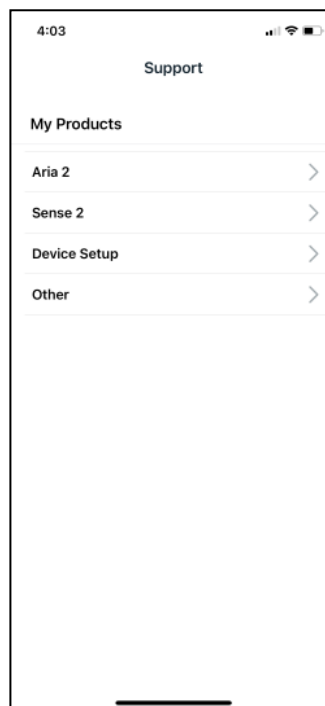 4:03
Support
My Products
Aria 2
Sense 2
Device Setup
Other